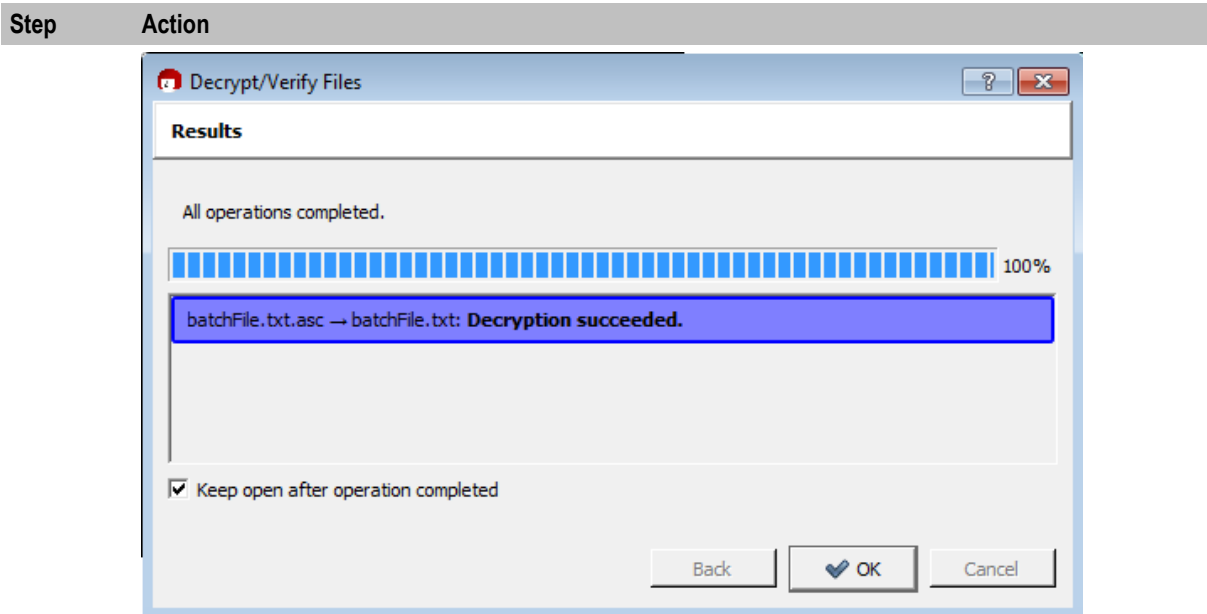 Step Action
Decrypt/Verify Files
Results
All operations completed.
100%
batchFile.txt.asc → batchFile.txt: Decryption succeeded.
Keep open after operation completed
Back OK Cancel